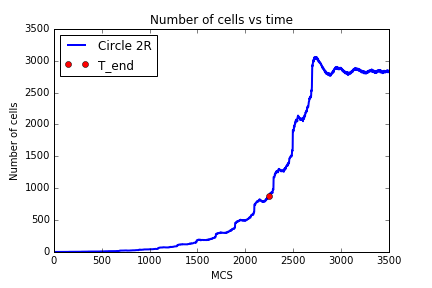 Number of cells vs time
Circle 2R
T_end
Number of cells
3500
3000
2500
2000
1500
1000
500
0
0 500 1000 1500 2000 2500 3000 3500
MCS